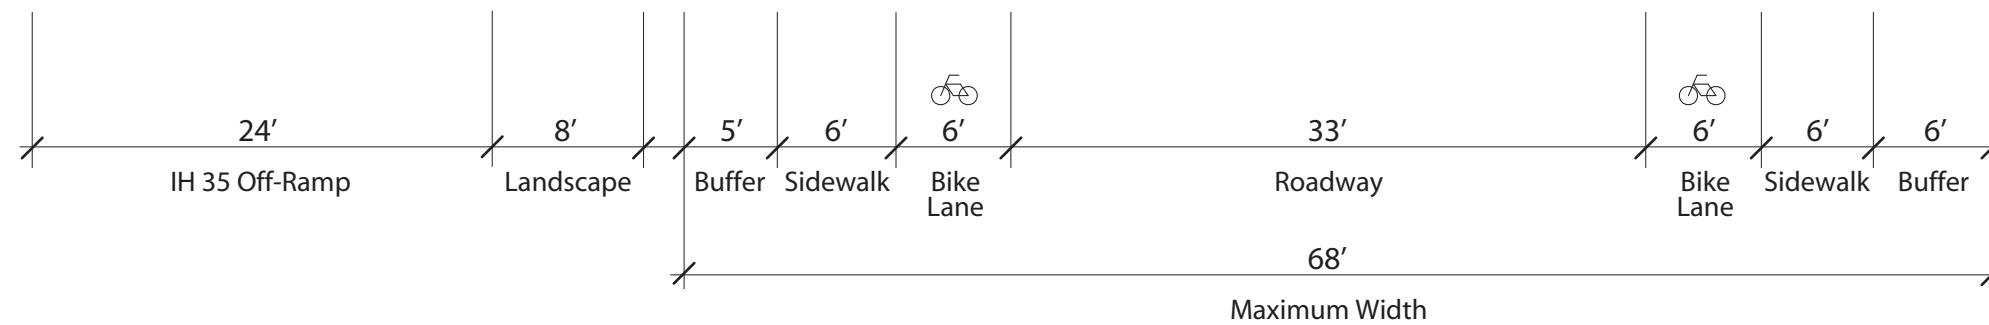 24’ 8’ 5’ 6’ 6’ 33’ 6’ 6’ 6’
IH 35 Off-Ramp Landscape Buffer Sidewalk Bike Roadway Bike Sidewalk Buffer
Lane Lane
68’
Maximum Width